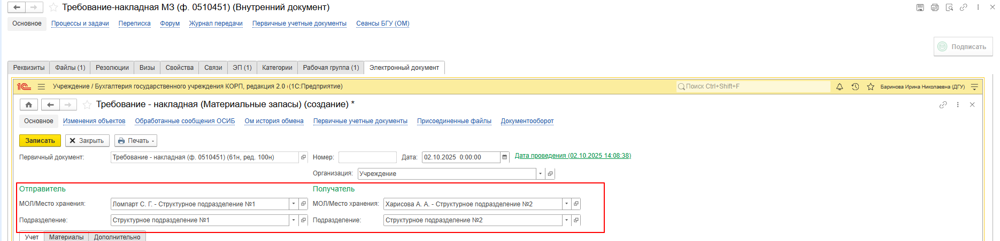 Требование-накладная МЗ (ф. 0510451) (Внутренний документ)
Основное Процессы и задачи Переписка Форум Журнал передачи Первичные учетные документы Сеансы БГУ (ОМ)
Подписать
Реквизиты Файлы (1) Резолюции Визы Свойства Связи ЭП (1) Категории Рабочая группа (1) Электронный документ
1С Учреждение / Бухгалтерия государственного учреждения КОРП, редакция 2.0 (1С:Предприятие) Поиск Ctrl+Shift+F Баринова Ирина Николаевна (ДГУ)
Требование - накладная (Материальные запасы) (создание) *
Основное Изменения объектов Обработанные сообщения ОСИБ Ом история обмена Первичные учетные документы Присоединенные файлы Документооборот
Записать Закрыть Печать
Первичный документ: Требование - накладная (ф. 0510451) (61н, ред. 100н) Номер: Дата: 02.10.2025 0:00:00 Дата проведения (02.10.2025 14:08:38)
Организация: Учреждение
Отправитель Получатель
МОЛ/Место хранения: Ломпарт С. Г. - Структурное подразделение №1 МОЛ/Место хранения: Харисова А. А. - Структурное подразделение №2
Подразделение: Структурное подразделение №1 Подразделение: Структурное подразделение №2
Учет Материалы Дополнительно